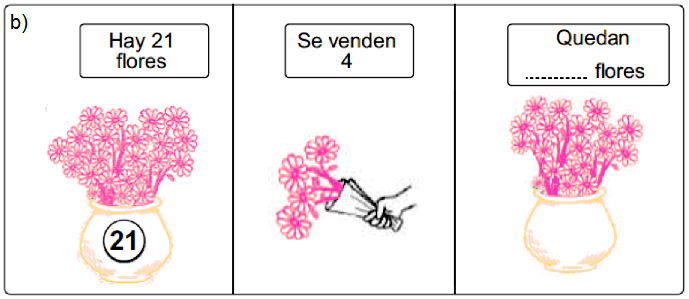 b)
Hay 21
flores
Se venden
4
Quedan
.............. flores
21